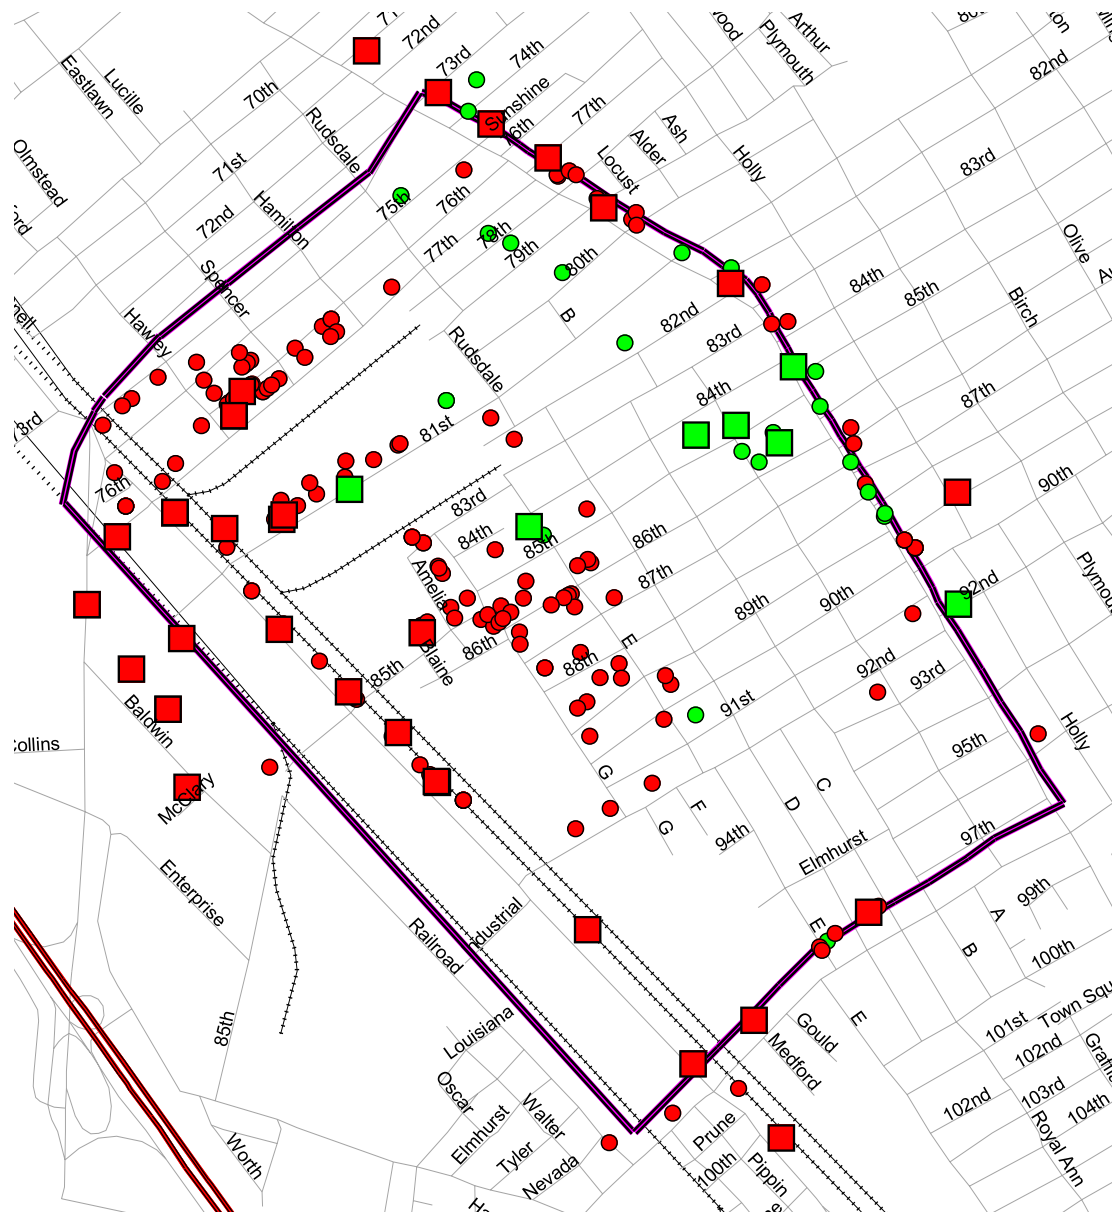 72nd
Arthur
73rd
74th
Plymouth
82nd
Eastlawn
Lucille
70th
Sunshine
77th
Rudsdale
Ash
Alder
Olmstead
71st
Locust
Holly
83rd
75th
76th
72nd
Hamilton
77th
78th
79th
80th
Olive
84th
85th
Spencer
Birch
Hawley
B
82nd
83rd
Rudsdale
84th
87th
81st
90th
76th
83rd
84th
85th
86th
Amelia
87th
92nd
Plymou
89th
90th
85th
Blaine
86th
E
88th
92nd
93rd
91st
Baldwin
Holly
Collins
95th
McClary
G
F
D
C
G
94th
97th
Elmhurst
Enterprise
99th
Industrial
E
A
B
100th
Railroad
85th
E
Town Squ
101st
Louisiana
Gould
Medford
102nd
Oscar
103rd
102nd
104th
Walter
Elmhurst
Prune
Royal Ann
Tyler
Worth
Nevada
100th
Pippin